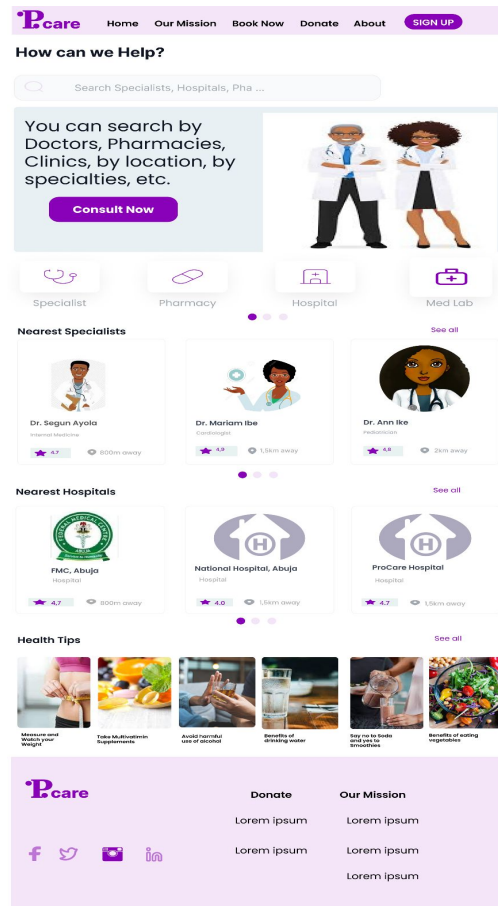 P.care Home Our Mission Book Now Donate About SIGN UP
How can we Help?
Search Specialists, Hospitals, Pha ...
You can search by
Doctors, Pharmacies,
Clinics, by location, by
specialties, etc.
Consult Now
Specialist Pharmacy Hospital Med Lab
Nearest Specialists See all
Dr. Segun Ayola
Internal Medicine
4.7 800m away
Dr. Mariam Ibe
Cardiologist
4,9 1,5km away
Dr. Ann Ike
Pediatrician
4,8 2km away
Nearest Hospitals See all
FEDERAL MEDICAL CENTER
ABUJA
FMC, Abuja
Hospital
4,7 800m away
H
National Hospital, Abuja
Hospital
4.0 1,5km away
H
ProCare Hospital
Hospital
4.7 1,5km away
Health Tips See all
Measure and
Watch your
Weight
Take Multivatimin
Supplements
Avoid harmful
use of alcohol
Benefits of
drinking water
Say no to Soda
and yes to
Smoothies
Benefits of eating
vegetables
P.care
Donate Our Mission
Lorem ipsum Lorem ipsum
Lorem ipsum Lorem ipsum
Lorem ipsum